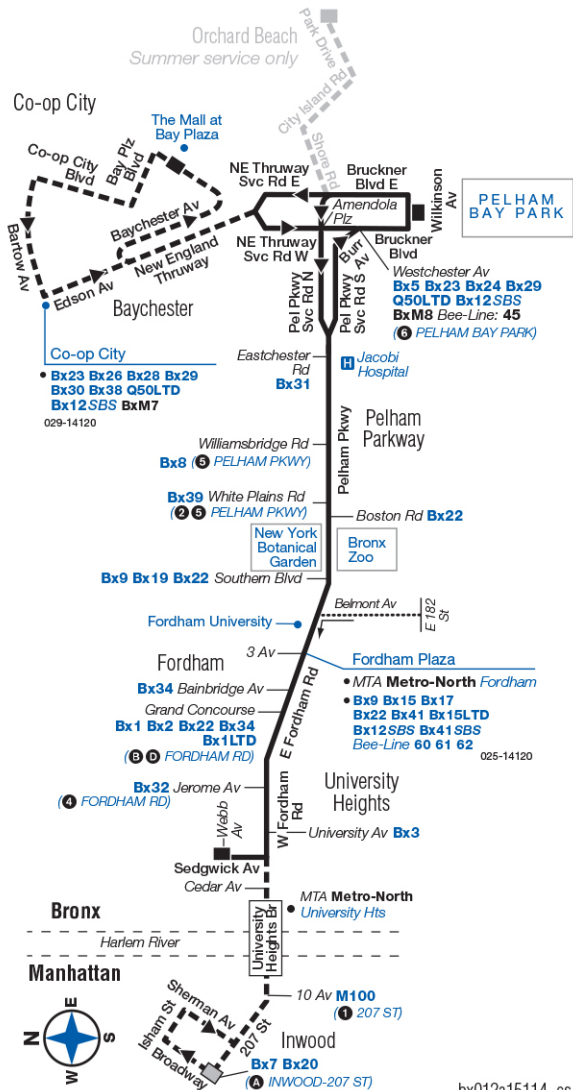 Orchard Beach
Summer service only
Park Drive
City Island Rd
Shore Rd
Co-op City
The Mall at
Bay Plaza
Co-op City
Blvd
Bay Plz
Blvd
Bartow Av
Baychester Av
New England
Thruway
Edson Av
Baychester
NE Thruway
Svc Rd E
Bruckner
Blvd E
Amendola
Plz
Wilkinson
Av
PELHAM
BAY PARK
NE Thruway
Svc Rd W
Burr
Av
Bruckner
Blvd
Pel Pkwy
Svc Rd N
Pel Pkwy
Svc Rd S
Westchester Av
Bx5 Bx23 Bx24 Bx29
Q50LTD Bx12SBS
BxM8 Bee-Line: 45
(6 PELHAM BAY PARK)
Co-op City
• Bx23 Bx26 Bx28 Bx29
Bx30 Bx38 Q50LTD
Bx12SBS BxM7
029-14120
Eastchester
Rd
Bx31
H Jacobi
Hospital
Pelham
Parkway
Pelham Pkwy
Williamsbridge Rd
Bx8 (5 PELHAM PKWY)
Bx39 White Plains Rd
(2 5 PELHAM PKWY)
Boston Rd Bx22
New York
Botanical
Garden
Bronx
Zoo
Bx9 Bx19 Bx22 Southern Blvd
Belmont Av
E 182
St
Fordham University
3 Av
Fordham Plaza
• MTA Metro-North Fordham
• Bx9 Bx15 Bx17
Bx22 Bx41 Bx15LTD
Bx12SBS Bx41SBS
Bee-Line 60 61 62
025-14120
Fordham
Bx34 Bainbridge Av
Grand Concourse
Bx1 Bx2 Bx22 Bx34
Bx1LTD
(B D FORDHAM RD)
E Fordham Rd
Bx32 Jerome Av
(4 FORDHAM RD)
University
Heights
W Fordham
Rd
Webb
Av
University Av Bx3
Sedgwick Av
Cedar Av
MTA Metro-North
• University Hts
University
Heights Br
Bronx
Harlem River
Manhattan
N E S W
10 Av M100
(1 207 ST)
Sherman Av
Isham St
Broadway
207 St
Inwood
Bx7 Bx20
(A INWOOD-207 ST)